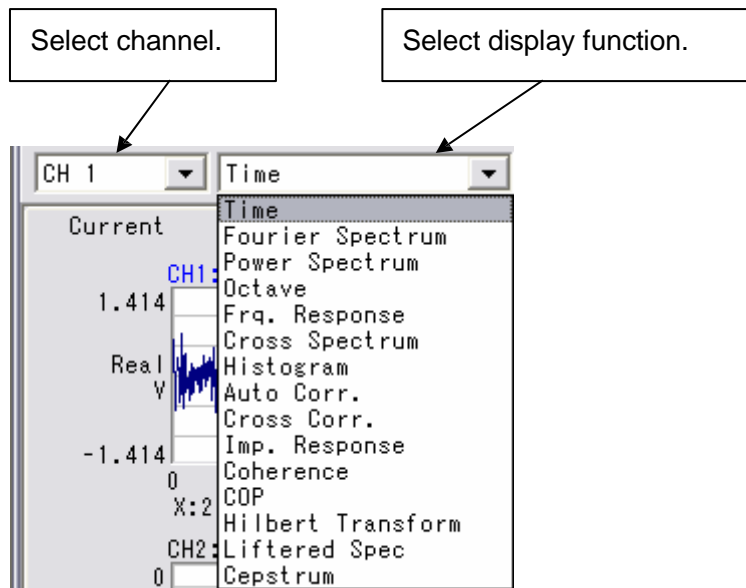 Select channel.
Select display function.
CH 1
Time
Current
Time
Fourier Spectrum
Power Spectrum
Octave
Frq. Response
Cross Spectrum
Histogram
Auto Corr.
Cross Corr.
Imp. Response
Coherence
COP
Hilbert Transform
Liftered Spec
Cepstrum
CH1:
1.414
Real
V
-1.414
0
X:2
CH2:
0